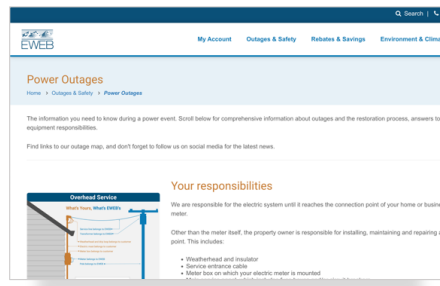 Search |
EWEB
My Account Outages & Safety Rebates & Savings Environment & Clima
Power Outages
Home > Outages & Safety > Power Outages
The information you need to know during a power event. Scroll below for comprehensive information about outages and the restoration process, answers to
equipment responsibilities.
Find links to our outage map, and don't forget to follow us on social media for the latest news.
Overhead Service
What's Yours, What's EWEB's
Your responsibilities
We are responsible for the electric system until it reaches the connection point of your home or busine
meter.
Other than the meter itself, the property owner is responsible for installing, maintaining and repairing a
point. This includes:
• Weatherhead and insulator
• Service entrance cable
• Meter box on which your electric meter is mounted